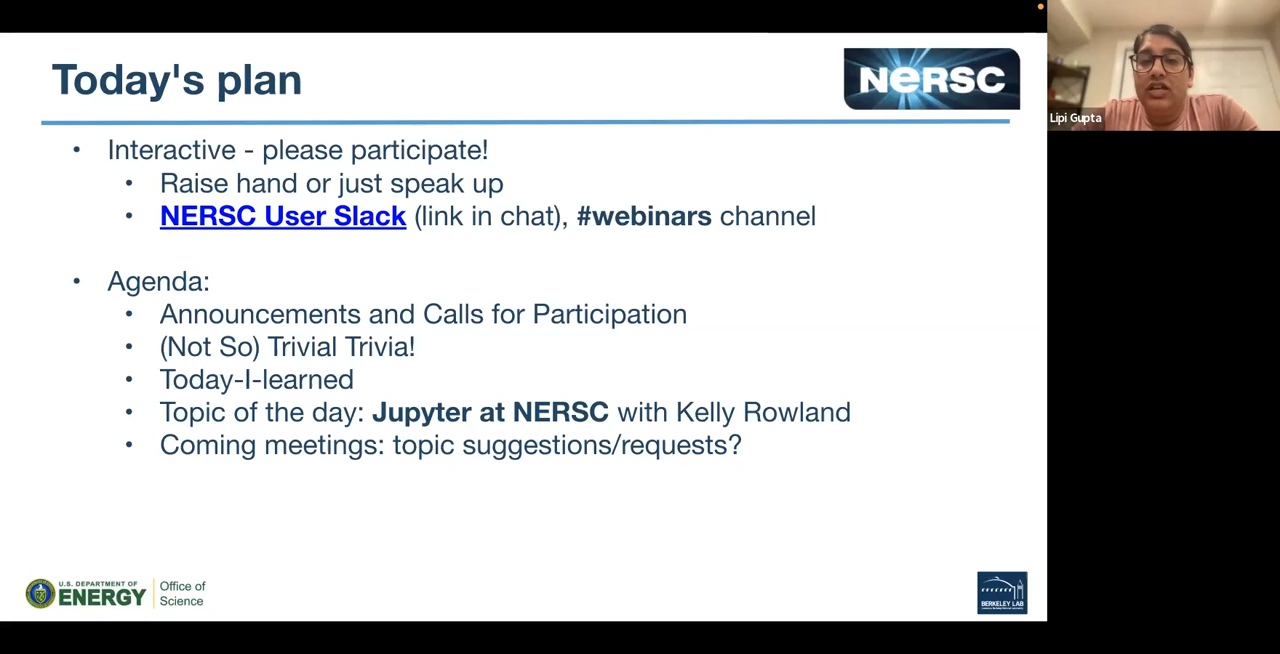 Today's plan
NERSC
Lipi Gupta
• Interactive - please participate!
• Raise hand or just speak up
• NERSC User Slack (link in chat), #webinars channel
• Agenda:
• Announcements and Calls for Participation
• (Not So) Trivial Trivia!
• Today-I-learned
• Topic of the day: Jupyter at NERSC with Kelly Rowland
• Coming meetings: topic suggestions/requests?
U.S. DEPARTMENT OF
ENERGY
Office of
Science
BERKELEY LAB